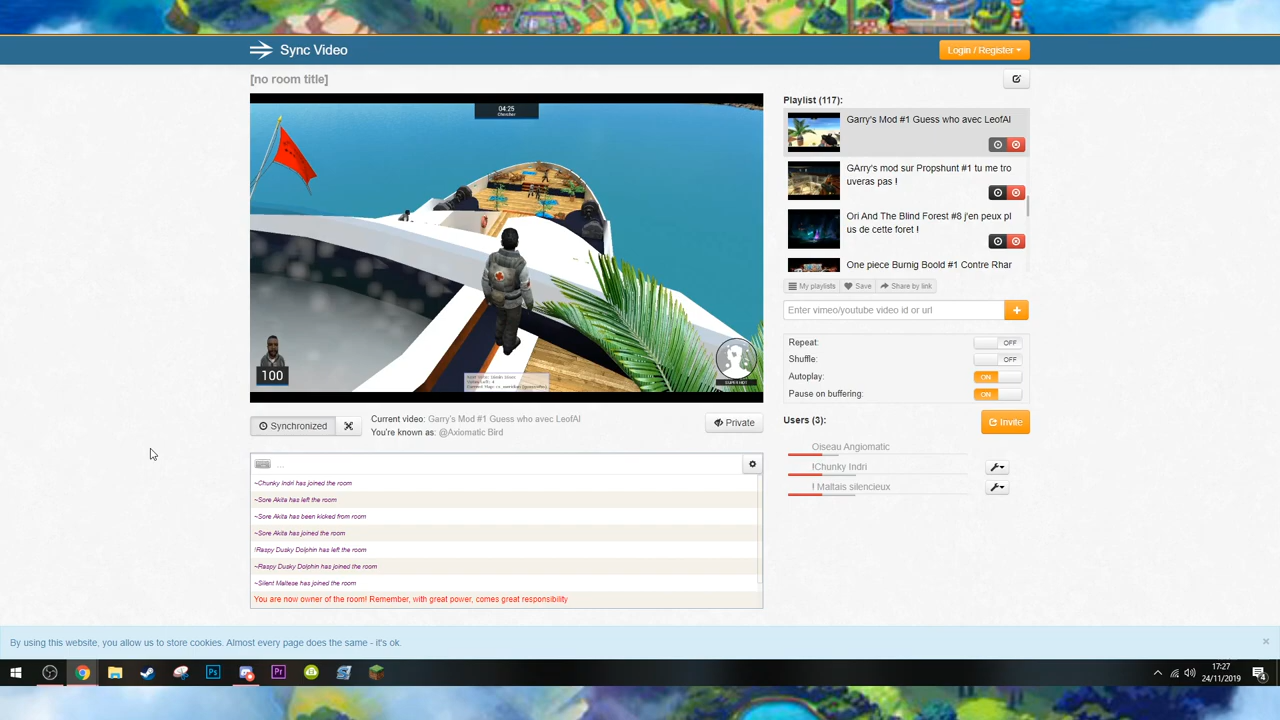 Sync Video
Login / Register
[no room title]
04:25
Chercher
100
Playlist (117):
Garry's Mod #1 Guess who avec LeofAl
GArry's mod sur Propshunt #1 tu me tro
uveras pas !
Ori And The Blind Forest #8 j'en peux pl
us de cette foret !
One piece Burnig Boold #1 Contre Rhar
My playlists
Save
Share by link
Enter vimeo/youtube video id or url
+
Repeat: OFF
Shuffle: OFF
Autoplay: ON
Pause on buffering: ON
Synchronized
Current video: Garry's Mod #1 Guess who avec LeofAl
You're known as: @Axiomatic Bird
Private
Users (3):
Invite
Oiseau Angiomatic
!Chunky Indri
! Maltais silencieux
...
~Chunky Indri has joined the room
~Sore Akita has left the room
~Sore Akita has been kicked from room
~Sore Akita has joined the room
!Raspy Dusky Dolphin has left the room
~Raspy Dusky Dolphin has joined the room
~Silent Maltese has joined the room
You are now owner of the room! Remember, with great power, comes great responsibility
By using this website, you allow us to store cookies. Almost every page does the same - it's ok.
×
Ps
Pr
17:27
24/11/2019
4